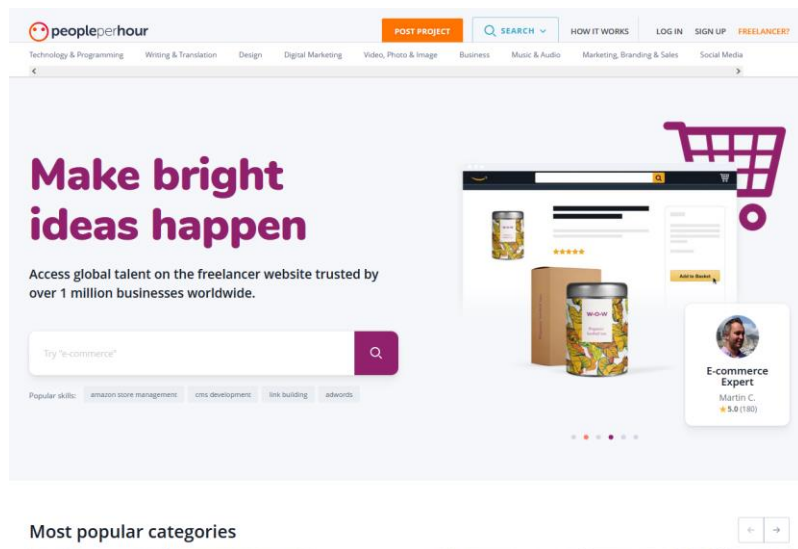 peopleperhour
POST PROJECT
SEARCH
HOW IT WORKS
LOG IN
SIGN UP
FREELANCER?
Technology & Programming
Writing & Translation
Design
Digital Marketing
Video, Photo & Image
Business
Music & Audio
Marketing, Branding & Sales
Social Media
Make bright
ideas happen
Access global talent on the freelancer website trusted by
over 1 million businesses worldwide.
Try "e-commerce"
Popular skills:
amazon store management
cms development
link building
adwords
Add to Basket
W·O·W
E-commerce
Expert
Martin C.
5.0 (180)
Most popular categories